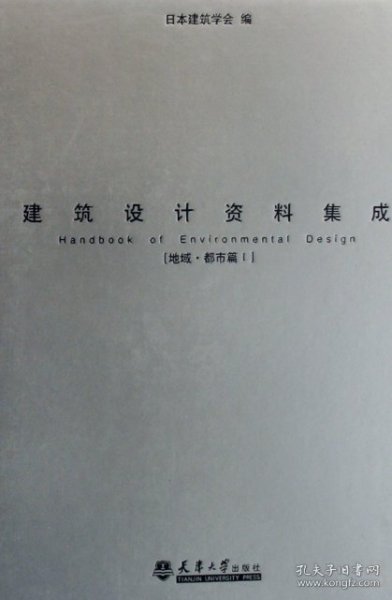 日本建筑学会 编
建筑设计资料集成
Handbook of Environmental Design
[地域·都市篇 I]
天津大学出版社
TIANJIN UNIVERSITY PRESS
孔夫子旧书网
www.kongfz.com